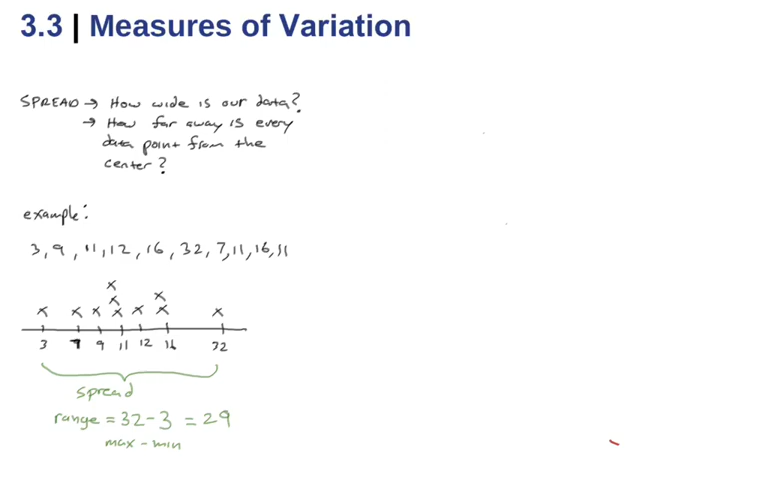 3.3 | Measures of Variation
SPREAD → How wide is our data?
→ How far away is every
data point from the
center?
example:
3, 9, 11, 12, 16, 32, 7, 11, 16, 11
3 7 9 11 12 16 32
spread
range = 32 - 3 = 29
max - min